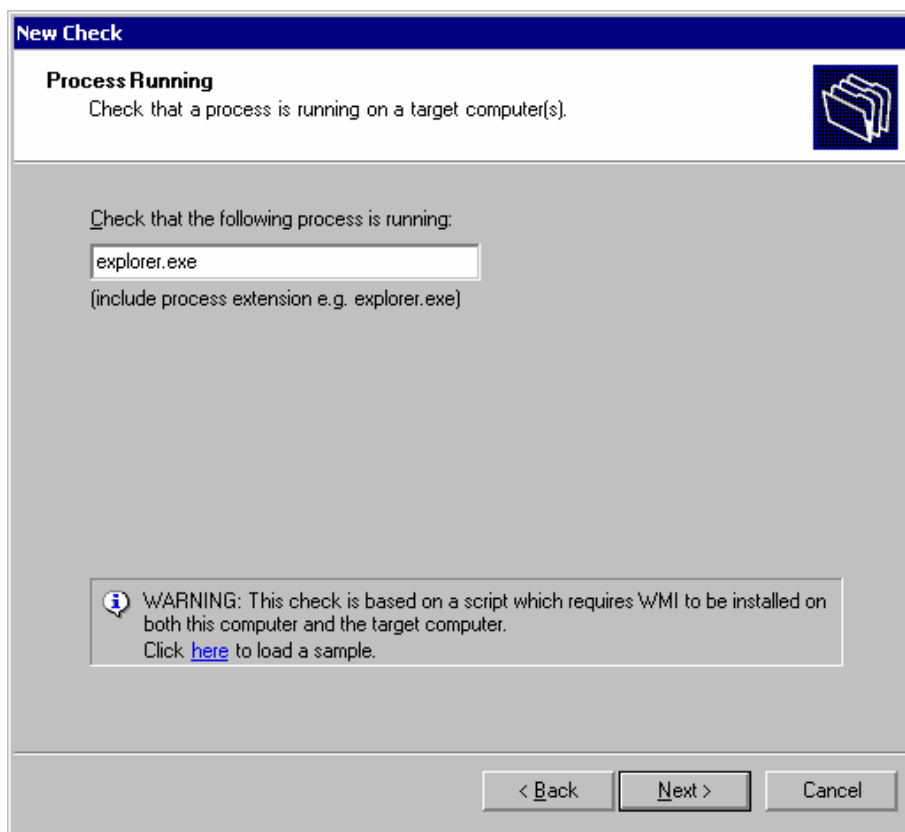 New Check
Process Running
Check that a process is running on a target computer(s).
Check that the following process is running:
explorer.exe
(include process extension e.g. explorer.exe)
WARNING: This check is based on a script which requires WMI to be installed on
both this computer and the target computer.
Click here to load a sample.
< Back
Next >
Cancel